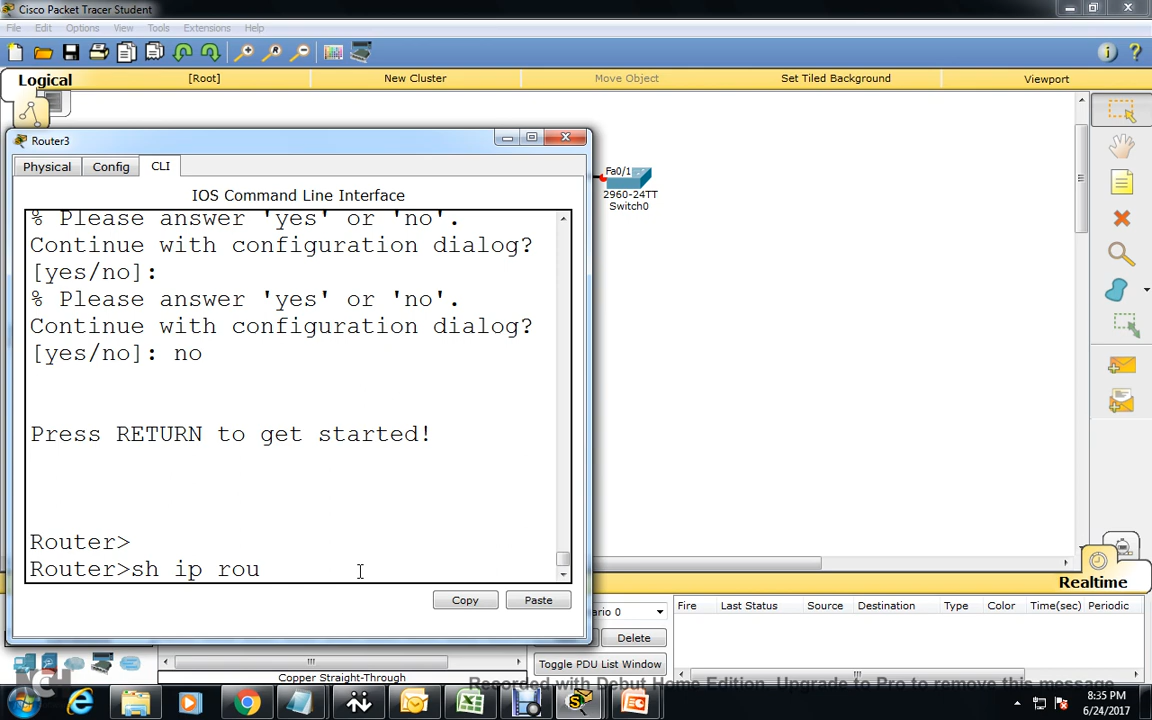 Cisco Packet Tracer Student
File Edit Options View Tools Extensions Help
Logical [Root] New Cluster Move Object Set Tiled Background Viewport
Router3
Physical Config CLI
IOS Command Line Interface
% Please answer 'yes' or 'no'.
Continue with configuration dialog?
[yes/no]:
% Please answer 'yes' or 'no'.
Continue with configuration dialog?
[yes/no]: no
Press RETURN to get started!
Router>
Router>sh ip rou
Copy Paste
Fa0/1
2960-24TT
Switch0
Realtime
Fire Last Status Source Destination Type Color Time(sec) Periodic
ario 0
Delete
Toggle PDU List Window
Copper Straight-Through
Recorded with Debut Home Edition. Upgrade to Pro to remove this message.
KCH
8:35 PM
6/24/2017